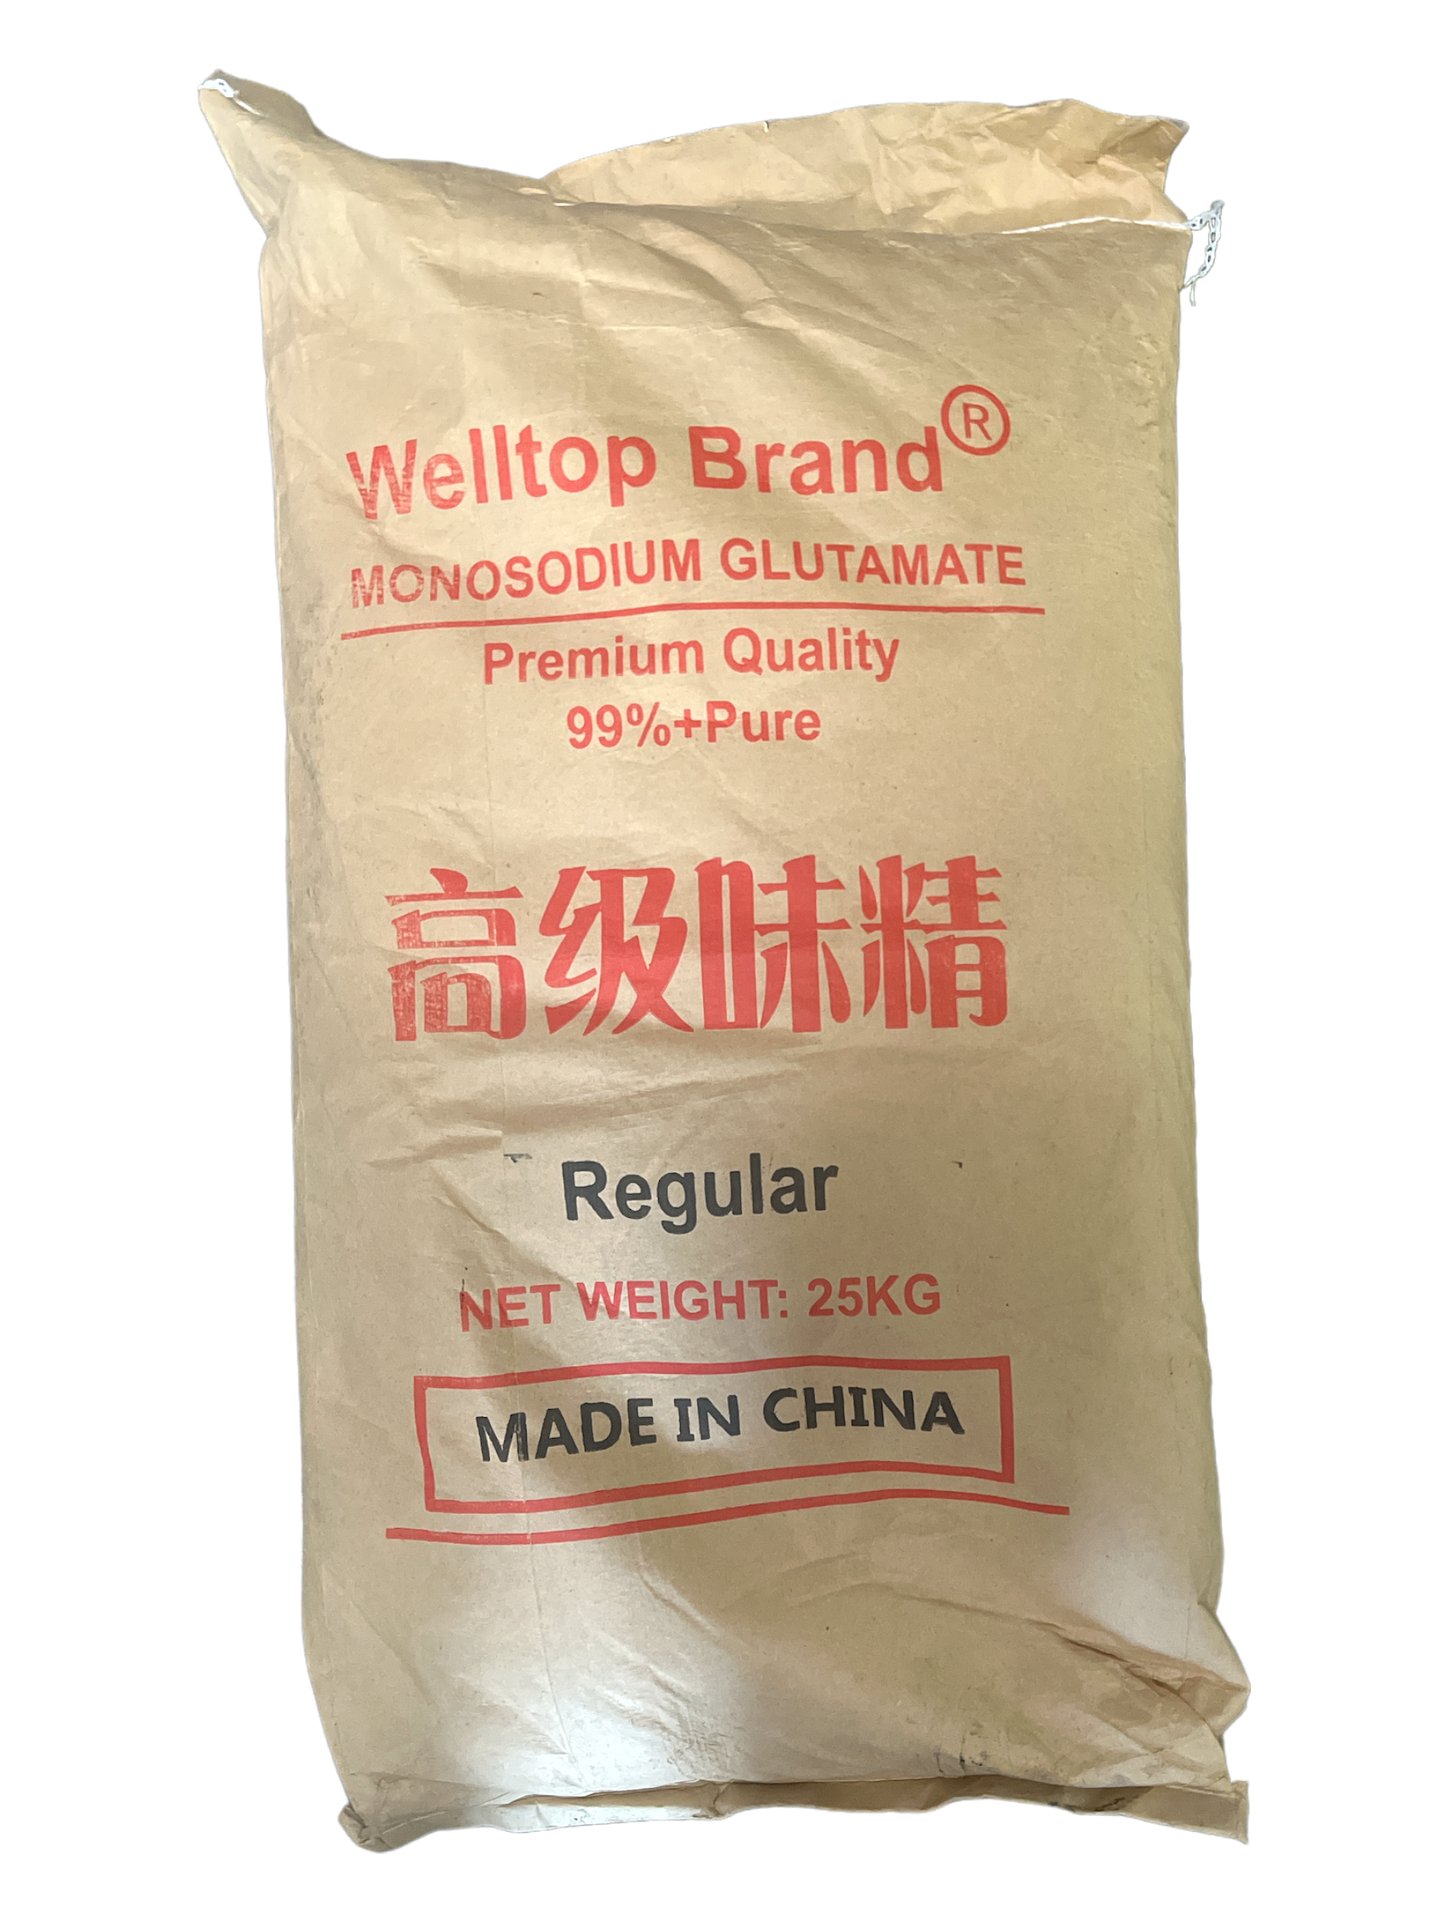 Welltop Brand®
MONOSODIUM GLUTAMATE
Premium Quality
99%+Pure
高级味精
Regular
NET WEIGHT: 25KG
MADE IN CHINA